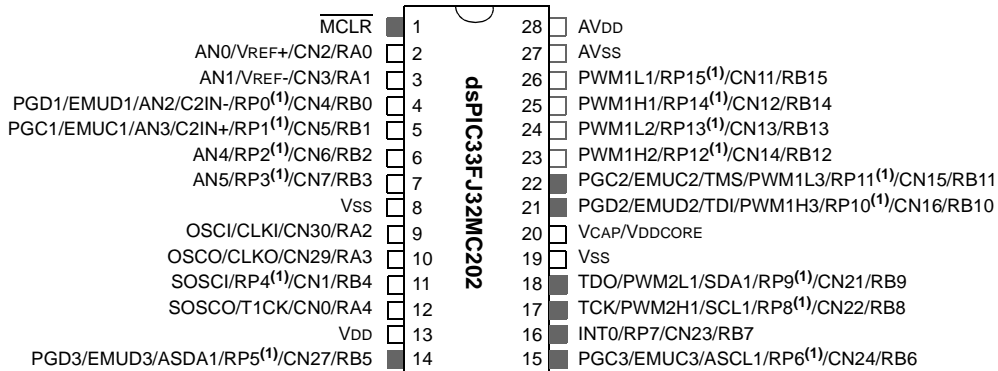 MCLR 1 28 AVDD
AN0/VREF+/CN2/RA0 2 27 AVSS
AN1/VREF-/CN3/RA1 3 26 PWM1L1/RP15(1)/CN11/RB15
PGD1/EMUD1/AN2/C2IN-/RP0(1)/CN4/RB0 4 25 PWM1H1/RP14(1)/CN12/RB14
PGC1/EMUC1/AN3/C2IN+/RP1(1)/CN5/RB1 5 24 PWM1L2/RP13(1)/CN13/RB13
AN4/RP2(1)/CN6/RB2 6 23 PWM1H2/RP12(1)/CN14/RB12
AN5/RP3(1)/CN7/RB3 7 22 PGC2/EMUC2/TMS/PWM1L3/RP11(1)/CN15/RB11
VSS 8 21 PGD2/EMUD2/TDI/PWM1H3/RP10(1)/CN16/RB10
OSCI/CLKI/CN30/RA2 9 20 VCAP/VDDCORE
OSCO/CLKO/CN29/RA3 10 19 VSS
SOSCI/RP4(1)/CN1/RB4 11 18 TDO/PWM2L1/SDA1/RP9(1)/CN21/RB9
SOSCO/T1CK/CN0/RA4 12 17 TCK/PWM2H1/SCL1/RP8(1)/CN22/RB8
VDD 13 16 INT0/RP7/CN23/RB7
PGD3/EMUD3/ASDA1/RP5(1)/CN27/RB5 14 15 PGC3/EMUC3/ASCL1/RP6(1)/CN24/RB6
dsPIC33FJ32MC202